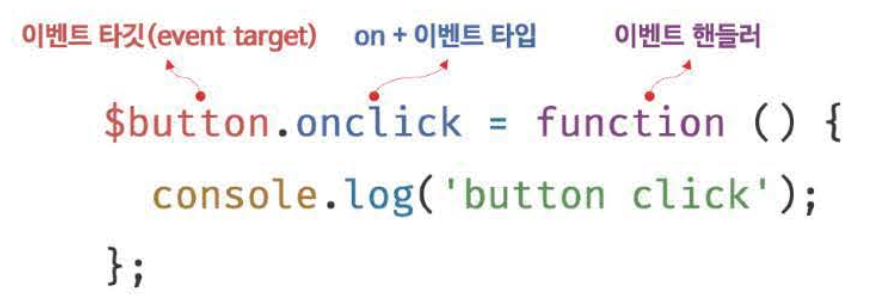 이벤트 타깃(event target) on + 이벤트 타입 이벤트 핸들러
$button.onclick = function () {
console.log('button click');
};